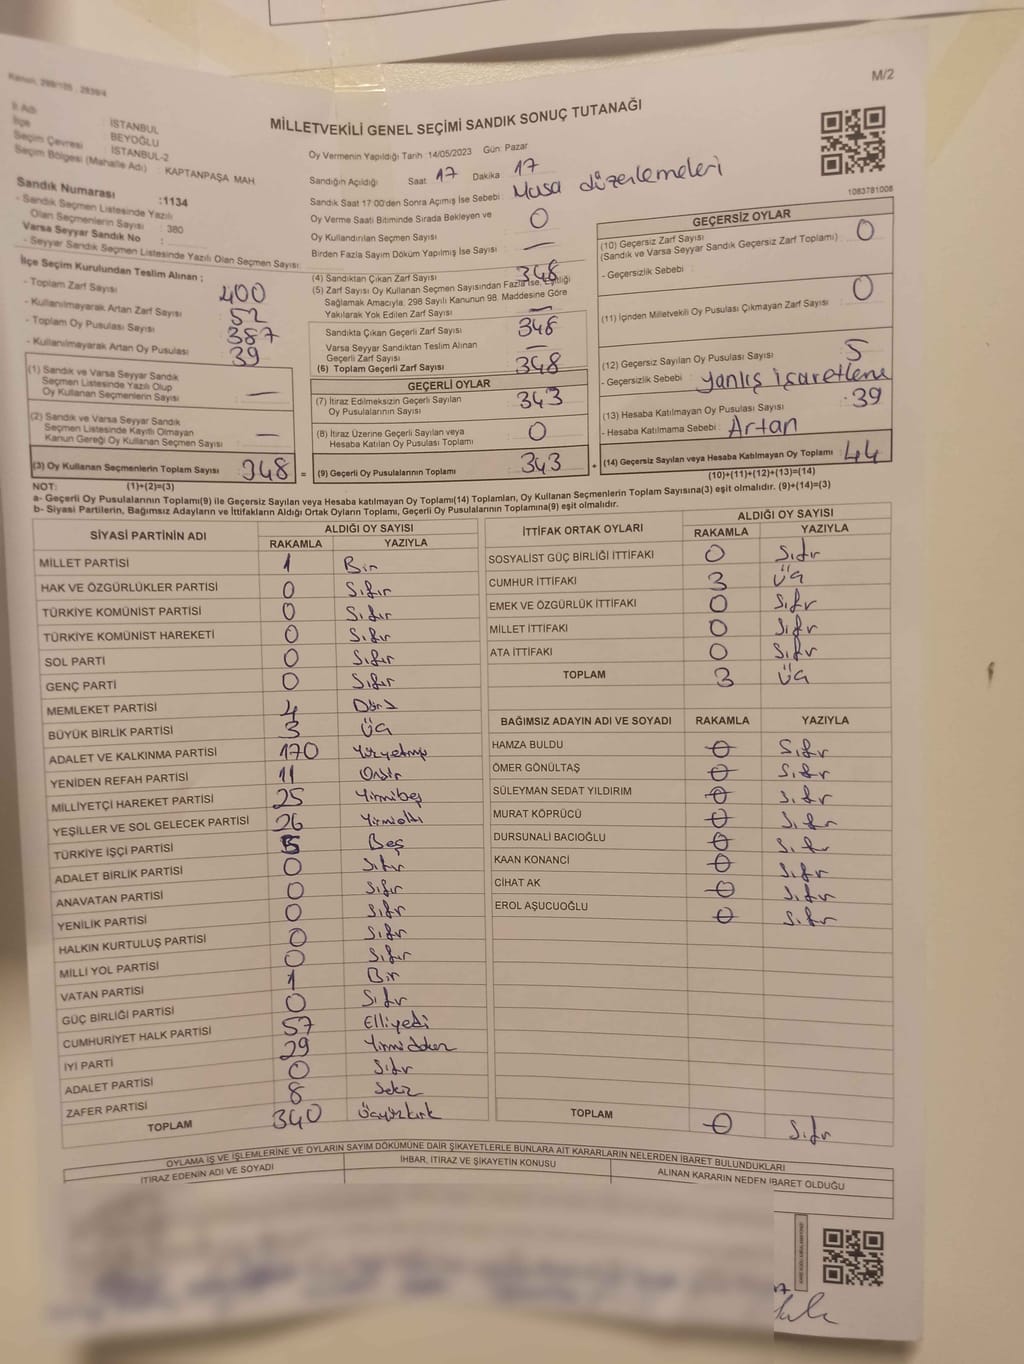 M/2
İl Adı : İSTANBUL
İlçe : BEYOĞLU
Seçim Çevresi : İSTANBUL-2
Seçim Bölgesi (Mahalle Adı) : KAPTANPAŞA MAH.
MİLLETVEKİLİ GENEL SEÇİMİ SANDIK SONUÇ TUTANAĞI
1083781008
Sandık Numarası :1134
- Sandık Seçmen Listesinde Yazılı
Olan Seçmenlerin Sayısı : 380
Varsa Seyyar Sandık No :
- Seyyar Sandık Seçmen Listesinde Yazılı Olan Seçmen Sayısı:
İlçe Seçim Kurulundan Teslim Alınan ;
- Toplam Zarf Sayısı 400
- Kullanılmayarak Artan Zarf Sayısı 52
- Toplam Oy Pusulası Sayısı 387
- Kullanılmayarak Artan Oy Pusulası 39
(1) Sandık ve Varsa Seyyar Sandık
Seçmen Listesinde Yazılı Olup
Oy Kullanan Seçmenlerin Sayısı : —
(2) Sandık ve Varsa Seyyar Sandık
Seçmen Listesinde Kayıtlı Olmayan
Kanun Gereği Oy Kullanan Seçmen Sayısı : —
(3) Oy Kullanan Seçmenlerin Toplam Sayısı 348 =
(1)+(2)=(3)
Oy Vermenin Yapıldığı Tarih 14/05/2023 Gün: Pazar
Sandığın Açıldığı Saat: 17 Dakika 17
Sandık Saat 17:00'den Sonra Açılmış İse Sebebi : Masa düzenlemeleri
Oy Verme Saati Bitiminde Sırada Bekleyen ve
Oy Kullandırılan Seçmen Sayısı : 0
Birden Fazla Sayım Döküm Yapılmış İse Sayısı : —
(4) Sandıktan Çıkan Zarf Sayısı : 348
(5) Zarf Sayısı Oy Kullanan Seçmen Sayısından Fazla İse, Eşitliği
Sağlamak Amacıyla, 298 Sayılı Kanunun 98. Maddesine Göre
Yakılarak Yok Edilen Zarf Sayısı : —
Sandıkta Çıkan Geçerli Zarf Sayısı : 348
Varsa Seyyar Sandıktan Teslim Alınan
Geçerli Zarf Sayısı : —
(6) Toplam Geçerli Zarf Sayısı : 348
GEÇERLİ OYLAR
(7) İtiraz Edilmeksizin Geçerli Sayılan
Oy Pusulalarının Sayısı : 343
(8) İtiraz Üzerine Geçerli Sayılan veya
Hesaba Katılan Oy Pusulası Toplamı : 0
(9) Geçerli Oy Pusulalarının Toplamı : 343 +
GEÇERSİZ OYLAR
(10) Geçersiz Zarf Sayısı : 0
(Sandık ve Varsa Seyyar Sandık Geçersiz Zarf Toplamı)
- Geçersizlik Sebebi :
(11) İçinden Milletvekili Oy Pusulası Çıkmayan Zarf Sayısı : 0
(12) Geçersiz Sayılan Oy Pusulası Sayısı : 5
- Geçersizlik Sebebi : Yanlış işaretleme
(13) Hesaba Katılmayan Oy Pusulası Sayısı : 39
- Hesaba Katılmama Sebebi : Artan
(14) Geçersiz Sayılan veya Hesaba Katılmayan Oy Toplamı : 44
(10)+(11)+(12)+(13)=(14)
NOT:
a- Geçerli Oy Pusulalarının Toplamı(9) ile Geçersiz Sayılan veya Hesaba Katılmayan Oy Toplamı(14) Toplamları, Oy Kullanan Seçmenlerin Toplam Sayısına(3) eşit olmalıdır. (9)+(14)=(3)
b- Siyasi Partilerin, Bağımsız Adayların ve İttifakların Aldığı Ortak Oyların Toplamı, Geçerli Oy Pusulalarının Toplamına(9) eşit olmalıdır.
SİYASİ PARTİNİN ADI ALDIĞI OY SAYISI
RAKAMLA YAZIYLA
MİLLET PARTİSİ 1 Bir
HAK VE ÖZGÜRLÜKLER PARTİSİ 0 Sıfır
TÜRKİYE KOMÜNİST PARTİSİ 0 Sıfır
TÜRKİYE KOMÜNİST HAREKETİ 0 Sıfır
SOL PARTİ 0 Sıfır
GENÇ PARTİ 0 Sıfır
MEMLEKET PARTİSİ 4 Dört
BÜYÜK BİRLİK PARTİSİ 3 Üç
ADALET VE KALKINMA PARTİSİ 170 Yüzyetmiş
YENİDEN REFAH PARTİSİ 11 Onbir
MİLLİYETÇİ HAREKET PARTİSİ 25 Yirmibeş
YEŞİLLER VE SOL GELECEK PARTİSİ 26 Yirmialtı
TÜRKİYE İŞÇİ PARTİSİ 5 Beş
ADALET BİRLİK PARTİSİ 0 Sıfır
ANAVATAN PARTİSİ 0 Sıfır
YENİLİK PARTİSİ 0 Sıfır
HALKIN KURTULUŞ PARTİSİ 0 Sıfır
MİLLİ YOL PARTİSİ 0 Sıfır
VATAN PARTİSİ 1 Bir
GÜÇ BİRLİĞİ PARTİSİ 0 Sıfır
CUMHURİYET HALK PARTİSİ 57 Elliyedi
İYİ PARTİ 29 Yirmidokuz
ADALET PARTİSİ 0 Sıfır
ZAFER PARTİSİ 8 Sekiz
TOPLAM 340 Üçyüzkırk
İTTİFAK ORTAK OYLARI ALDIĞI OY SAYISI
RAKAMLA YAZIYLA
SOSYALİST GÜÇ BİRLİĞİ İTTİFAKI 0 Sıfır
CUMHUR İTTİFAKI 3 Üç
EMEK VE ÖZGÜRLÜK İTTİFAKI 0 Sıfır
MİLLET İTTİFAKI 0 Sıfır
ATA İTTİFAKI 0 Sıfır
TOPLAM 3 Üç
BAĞIMSIZ ADAYIN ADI VE SOYADI RAKAMLA YAZIYLA
HAMZA BULDU 0 Sıfır
ÖMER GÖNÜLTAŞ 0 Sıfır
SÜLEYMAN SEDAT YILDIRIM 0 Sıfır
MURAT KÖPRÜCÜ 0 Sıfır
DURSUNALİ BACIOĞLU 0 Sıfır
KAAN KONANCİ 0 Sıfır
CİHAT AK 0 Sıfır
EROL AŞUCUOĞLU 0 Sıfır
TOPLAM 0 Sıfır
OYLAMA İŞ VE İŞLEMLERİNE VE OYLARIN SAYIM DÖKÜMÜNE DAİR ŞİKAYETLERLE BUNLARA AİT KARARLARIN NELERDEN İBARET BULUNDUKLARI
İTİRAZ EDENİN ADI VE SOYADI İHBAR, İTİRAZ VE ŞİKAYETİN KONUSU ALINAN KARARIN NEDEN İBARET OLDUĞU